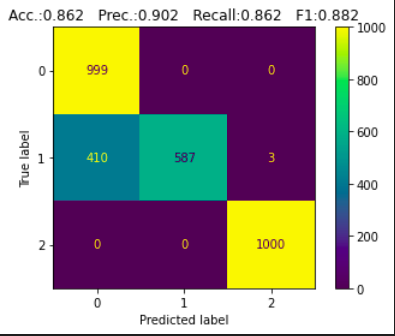 Acc.:0.862 Prec.:0.902 Recall:0.862 F1:0.882
1000
0 999 0 0
800
600
1 410 587 3
True label
400
200
2 0 0 1000
0
0 1 2
Predicted label